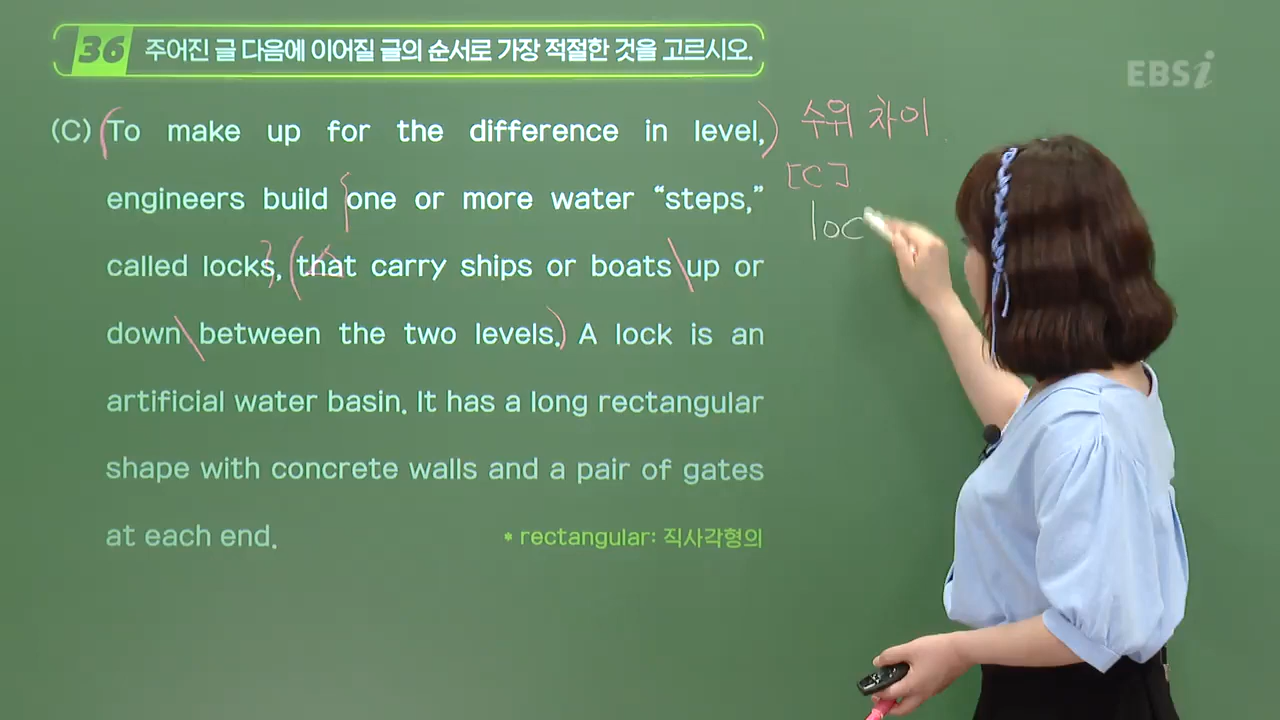 36 주어진 글 다음에 이어질 글의 순서로 가장 적절한 것을 고르시오.
EBSi
(C) To make up for the difference in level,
engineers build one or more water “steps,”
called locks, that carry ships or boats up or
down between the two levels. A lock is an
artificial water basin. It has a long rectangular
shape with concrete walls and a pair of gates
at each end.
* rectangular: 직사각형의
수위 차이
[C]
loc